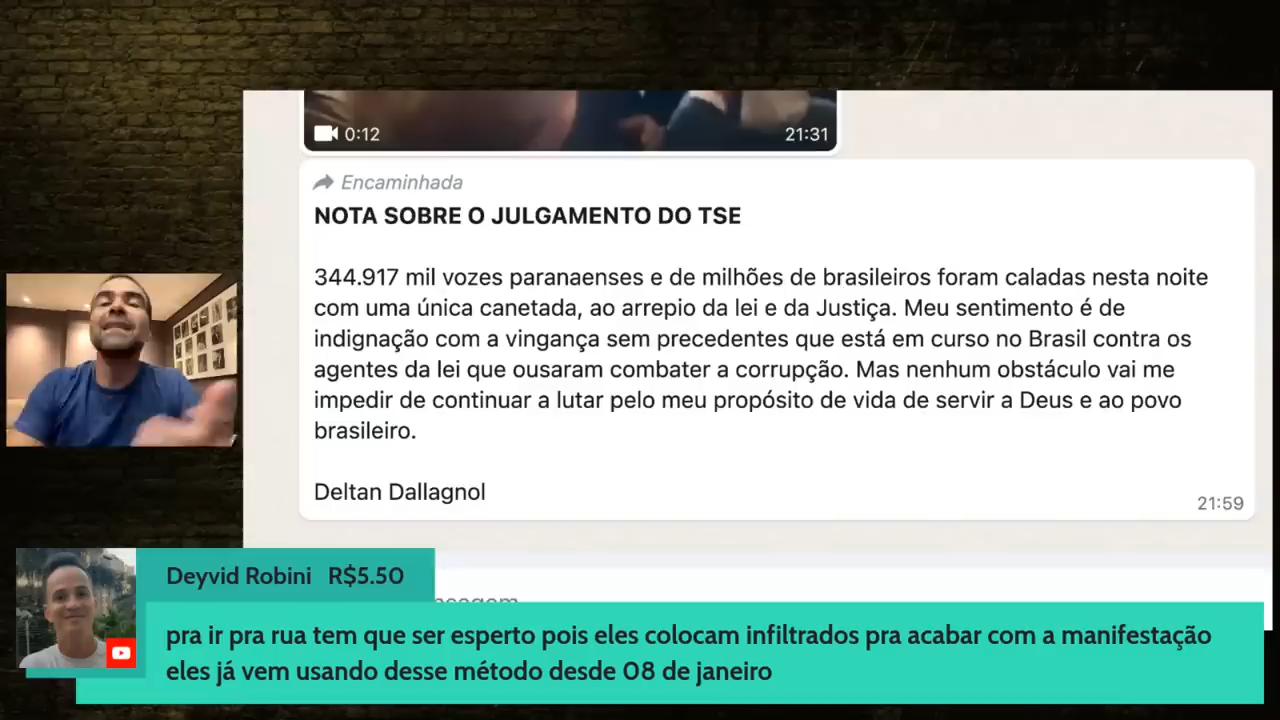 0:12
21:31
Encaminhada
NOTA SOBRE O JULGAMENTO DO TSE
344.917 mil vozes paranaenses e de milhões de brasileiros foram caladas nesta noite
com uma única canetada, ao arrepio da lei e da Justiça. Meu sentimento é de
indignação com a vingança sem precedentes que está em curso no Brasil contra os
agentes da lei que ousaram combater a corrupção. Mas nenhum obstáculo vai me
impedir de continuar a lutar pelo meu propósito de vida de servir a Deus e ao povo
brasileiro.
Deltan Dallagnol
21:59
Deyvid Robini R$5.50
pra ir pra rua tem que ser esperto pois eles colocam infiltrados pra acabar com a manifestação
eles já vem usando desse método desde 08 de janeiro